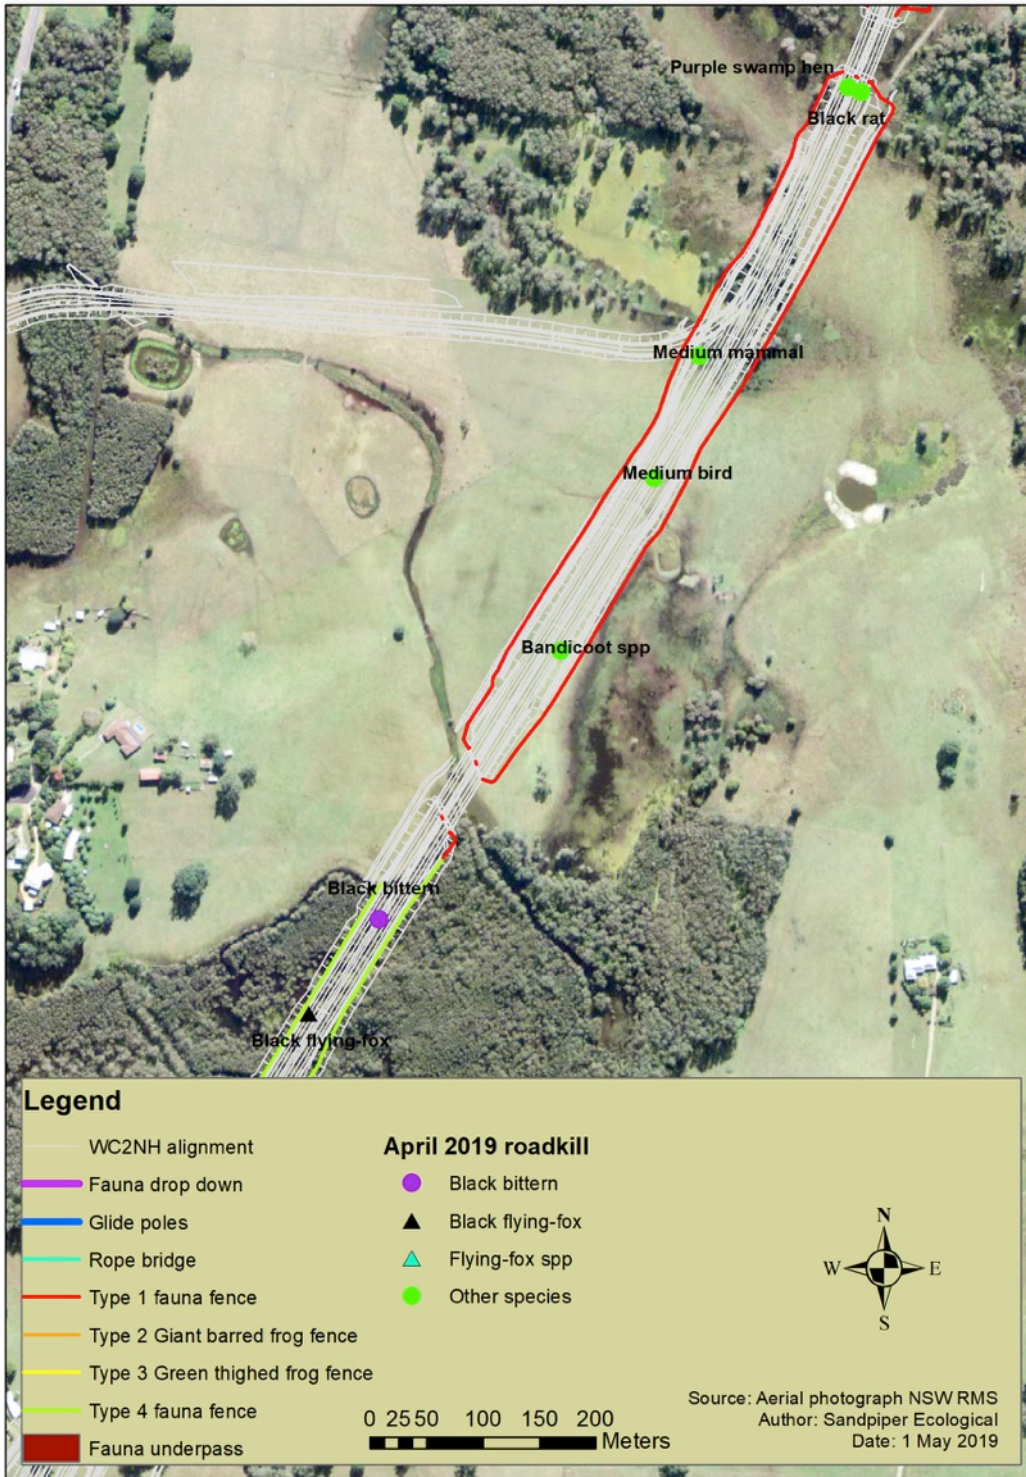 Purple swamp hen
Black rat
Medium mammal
Medium bird
Bandicoot spp
Black bittern
Black flying-fox
Legend
WC2NH alignment
Fauna drop down
Glide poles
Rope bridge
Type 1 fauna fence
Type 2 Giant barred frog fence
Type 3 Green thighed frog fence
Type 4 fauna fence
Fauna underpass
April 2019 roadkill
Black bittern
Black flying-fox
Flying-fox spp
Other species
0 25 50 100 150 200
Meters
N
W E
S
Source: Aerial photograph NSW RMS
Author: Sandpiper Ecological
Date: 1 May 2019